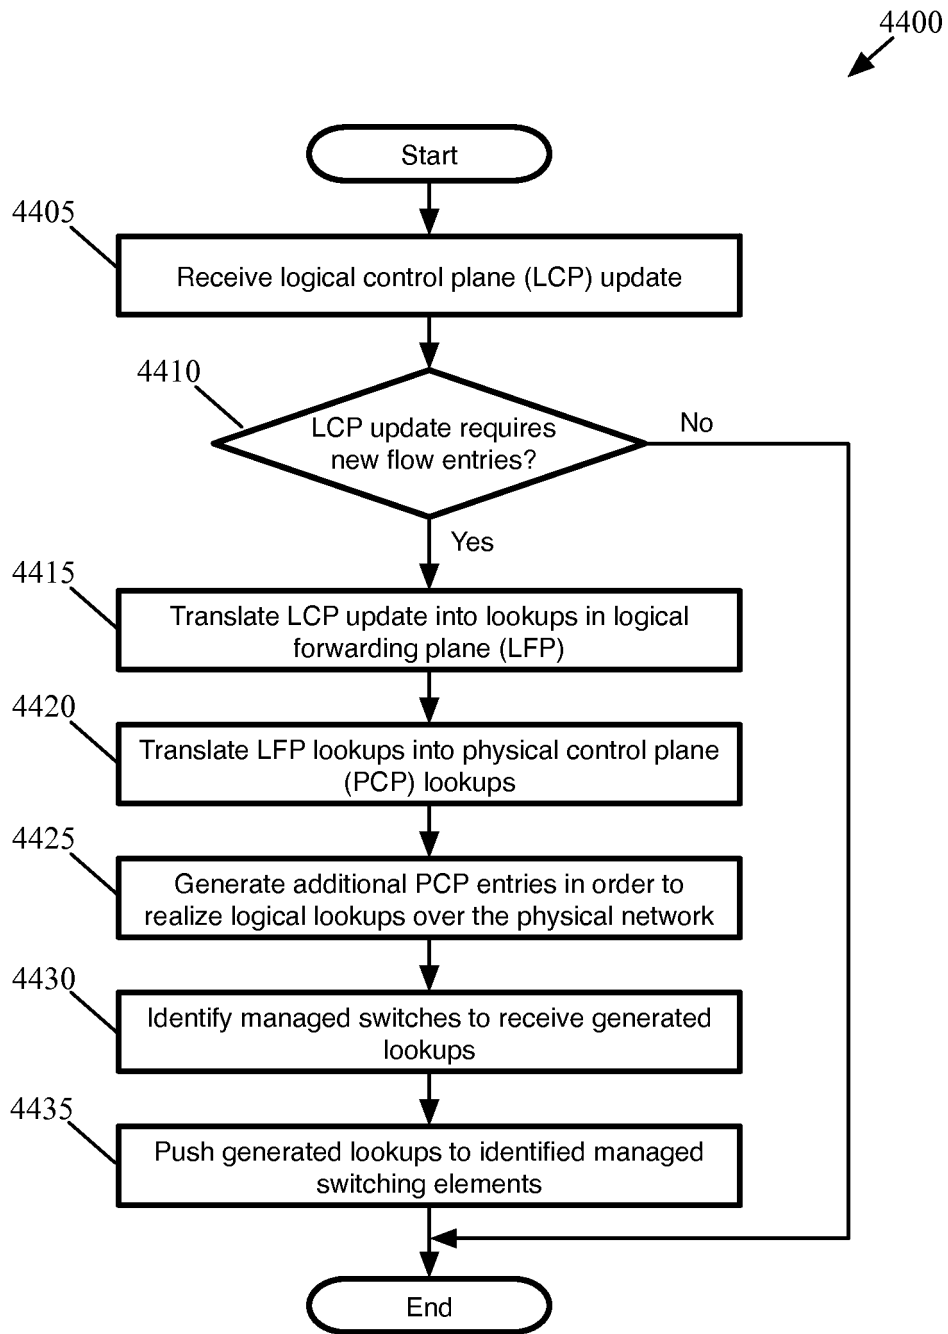 4400
Start
4405
Receive logical control plane (LCP) update
4410
LCP update requires
new flow entries?
No
Yes
4415
Translate LCP update into lookups in logical
forwarding plane (LFP)
4420
Translate LFP lookups into physical control plane
(PCP) lookups
4425
Generate additional PCP entries in order to
realize logical lookups over the physical network
4430
Identify managed switches to receive generated
lookups
4435
Push generated lookups to identified managed
switching elements
End